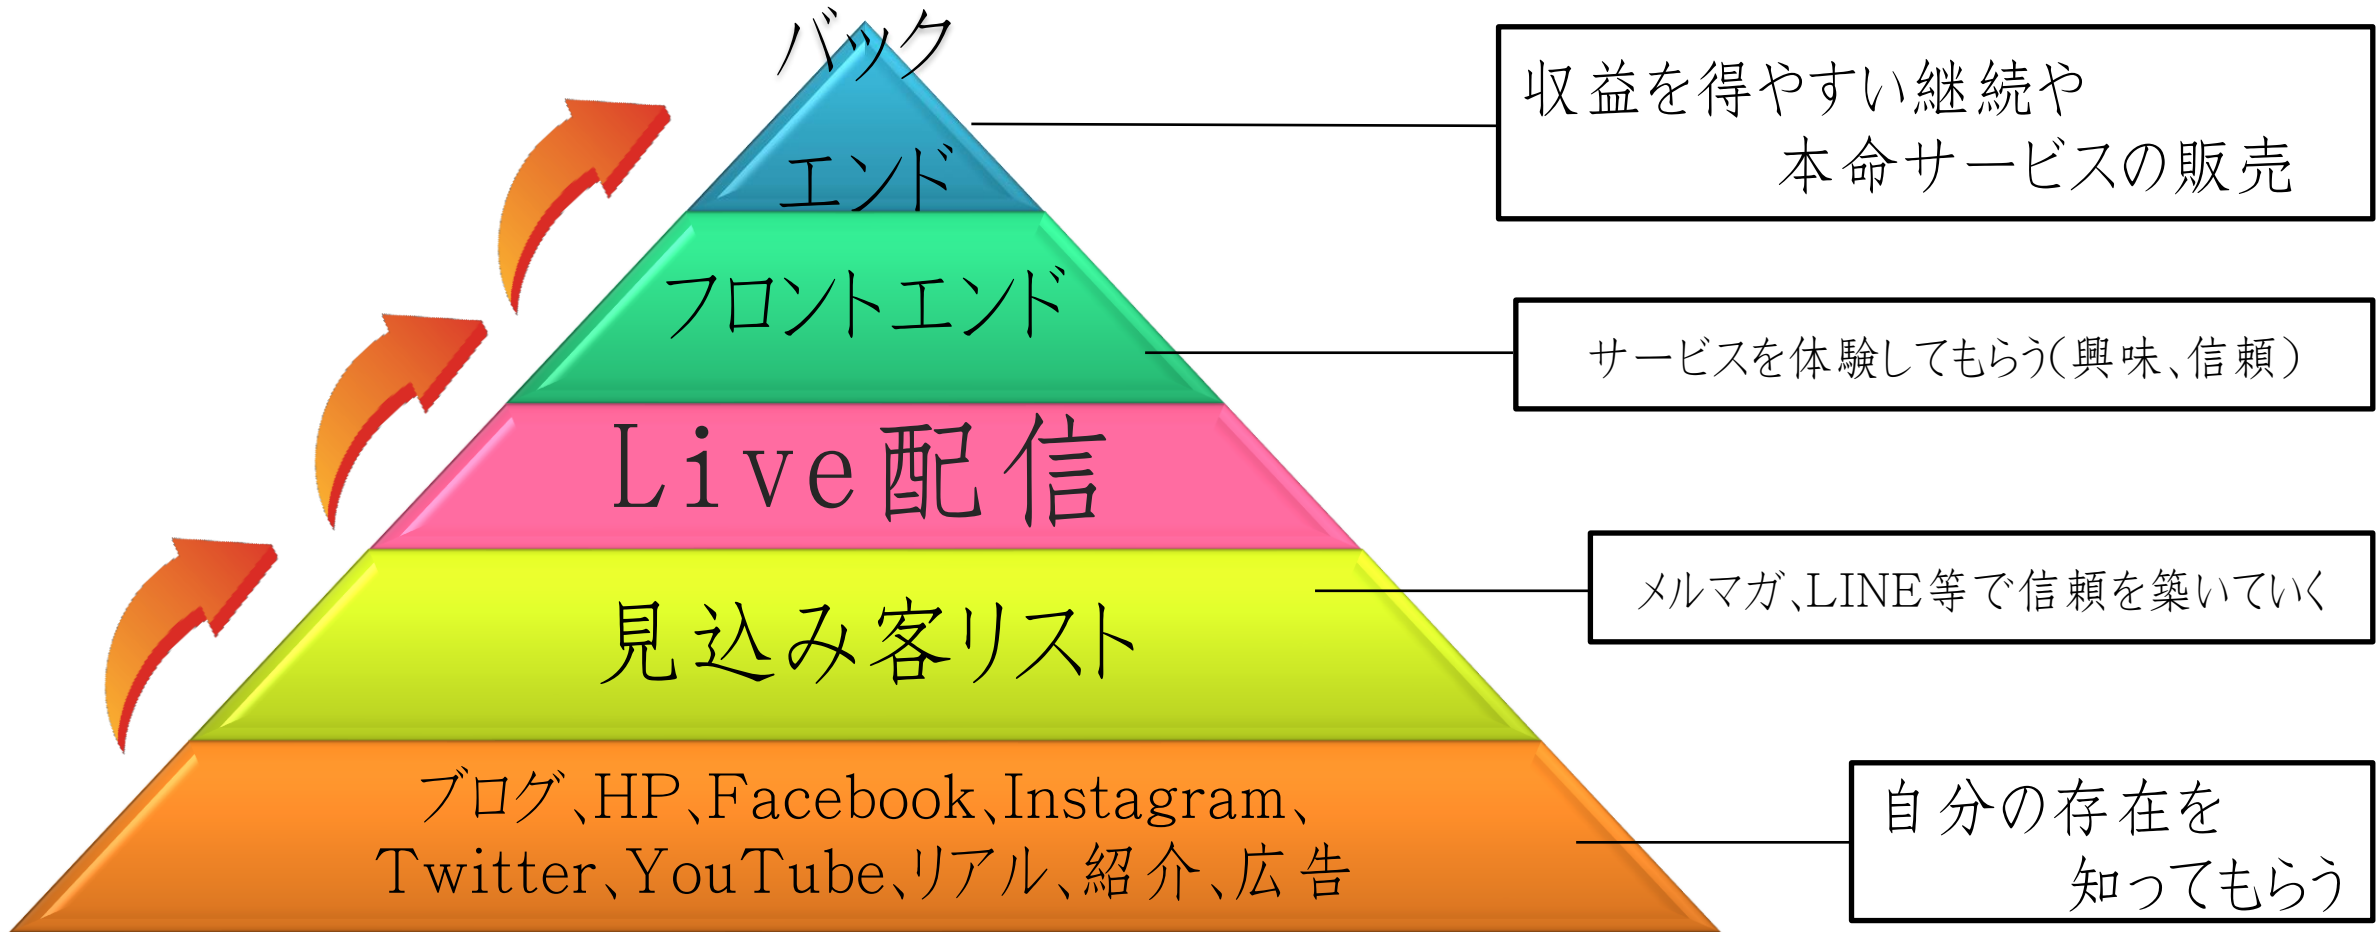 バック
エンド
収益を得やすい継続や
本命サービスの販売
フロントエンド
サービスを体験してもらう(興味、信頼)
Live配信
見込み客リスト
メルマガ、LINE等で信頼を築いていく
ブログ、HP、Facebook、Instagram、
Twitter、YouTube、リアル、紹介、広告
自分の存在を
知ってもらう